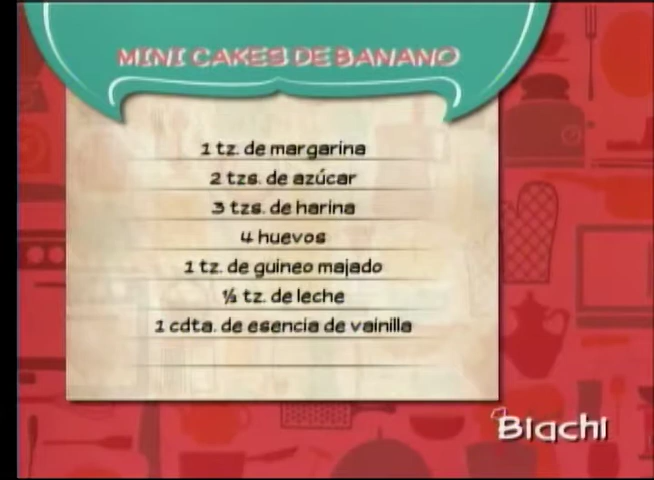 MINI CAKES DE BANANO
1 tz. de margarina
2 tzs. de azúcar
3 tzs. de harina
4 huevos
1 tz. de guineo majado
½ tz. de leche
1 cdta. de esencia de vainilla
Biachi